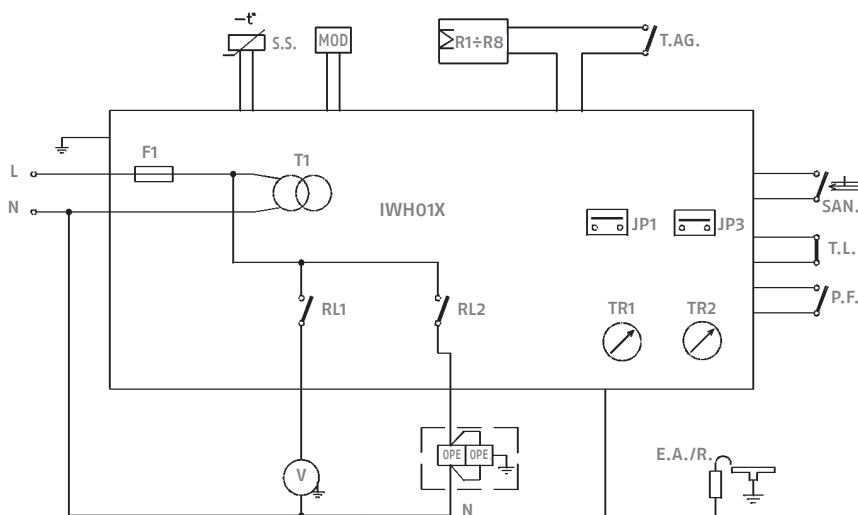 -t°
S.S.
MOD
R1÷R8
T.AG.
F1
L
T1
N
IWH01X
SAN.
JP1
JP3
T.L.
RL1
RL2
TR1
TR2
P.F.
OPE
OPE
E.A./R.
V
N